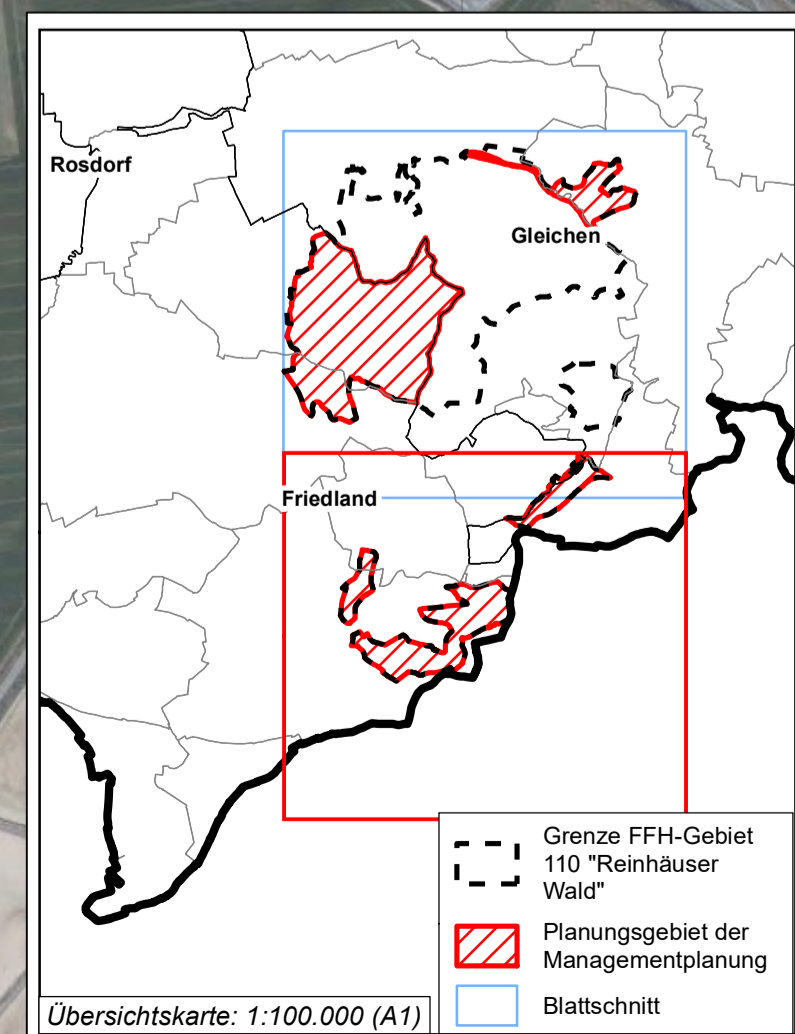 Rosdorf
Gleichen
Friedland
Grenze FFH-Gebiet
110 "Reinhäuser
Wald"
Planungsgebiet der
Managementplanung
Blattschnitt
Übersichtskarte: 1:100.000 (A1)